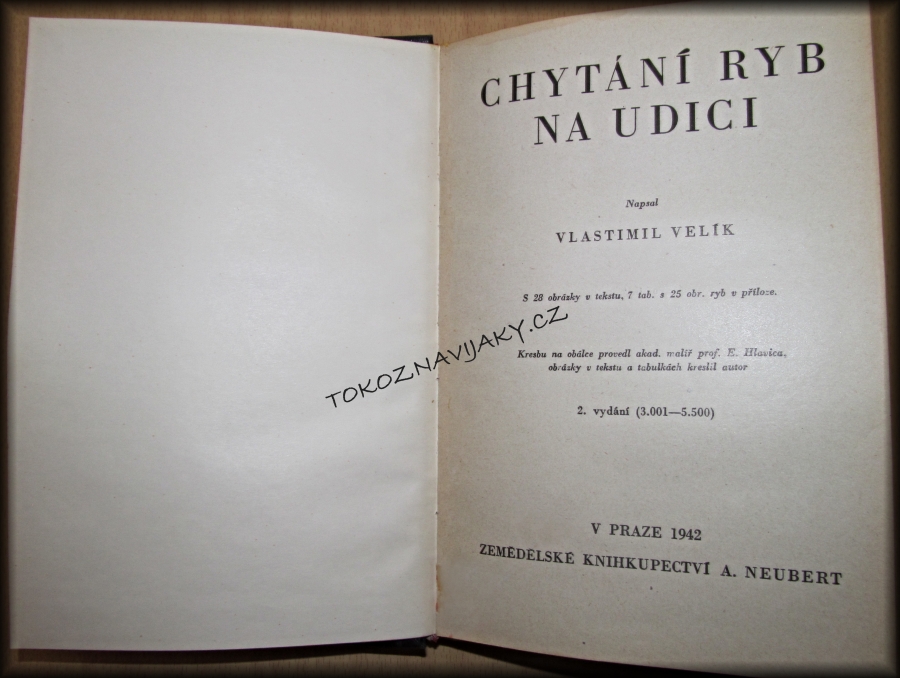 CHYTÁNÍ RYB
NA UDICI
Napsal
VLASTIMIL VELÍK
S 28 obrázky v tekstu, 7 tab. s 25 obr. ryb v příloze.
TOKOZNAVIJAKY.CZ
Kresbu na obálce provedl akad. malíř prof. E. Hlavica,
obrázky v tekstu a tabulkách kreslil autor
2. vydání (3.001—5.500)
V PRAZE 1942
ZEMĚDĚLSKÉ KNIHKUPECTVÍ A. NEUBERT